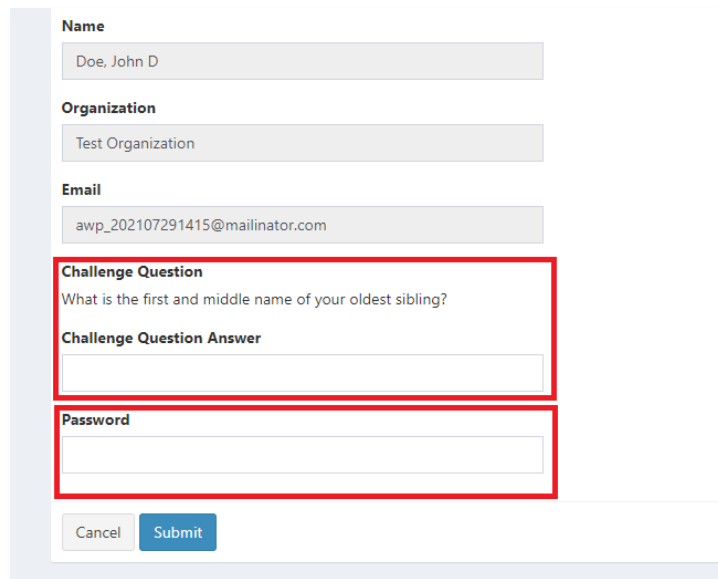 Name
Doe, John D
Organization
Test Organization
Email
awp_202107291415@mailinator.com
Challenge Question
What is the first and middle name of your oldest sibling?
Challenge Question Answer
Password
Cancel Submit